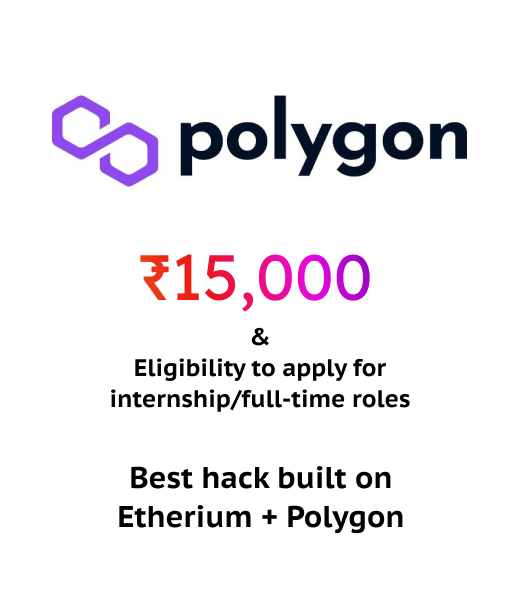 polygon
₹15,000
&
Eligibility to apply for
internship/full-time roles
Best hack built on
Etherium + Polygon